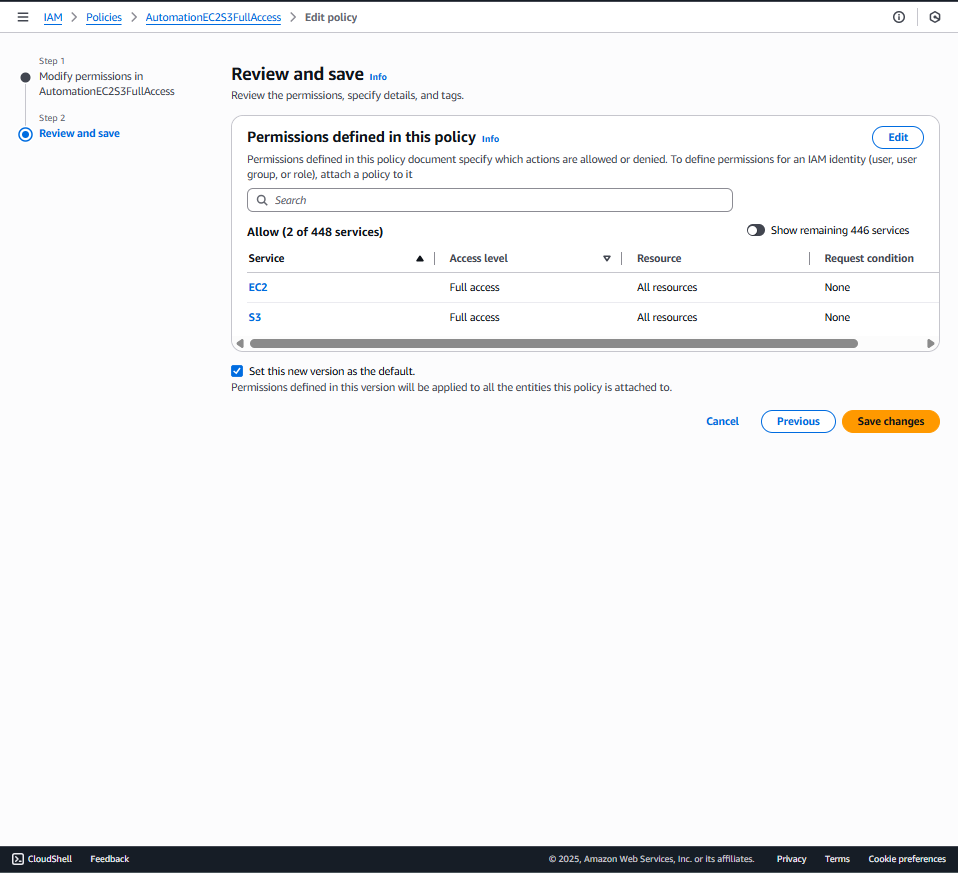 IAM > Policies > AutomationEC2S3FullAccess > Edit policy
Step 1
Modify permissions in
AutomationEC2S3FullAccess
Step 2
Review and save
Review and save Info
Review the permissions, specify details, and tags.
Permissions defined in this policy Info
Edit
Permissions defined in this policy document specify which actions are allowed or denied. To define permissions for an IAM identity (user, user
group, or role), attach a policy to it
Search
Allow (2 of 448 services)
Show remaining 446 services
Service Access level Resource Request condition
EC2 Full access All resources None
S3 Full access All resources None
Set this new version as the default.
Permissions defined in this version will be applied to all the entities this policy is attached to.
Cancel Previous Save changes
CloudShell Feedback © 2025, Amazon Web Services, Inc. or its affiliates. Privacy Terms Cookie preferences